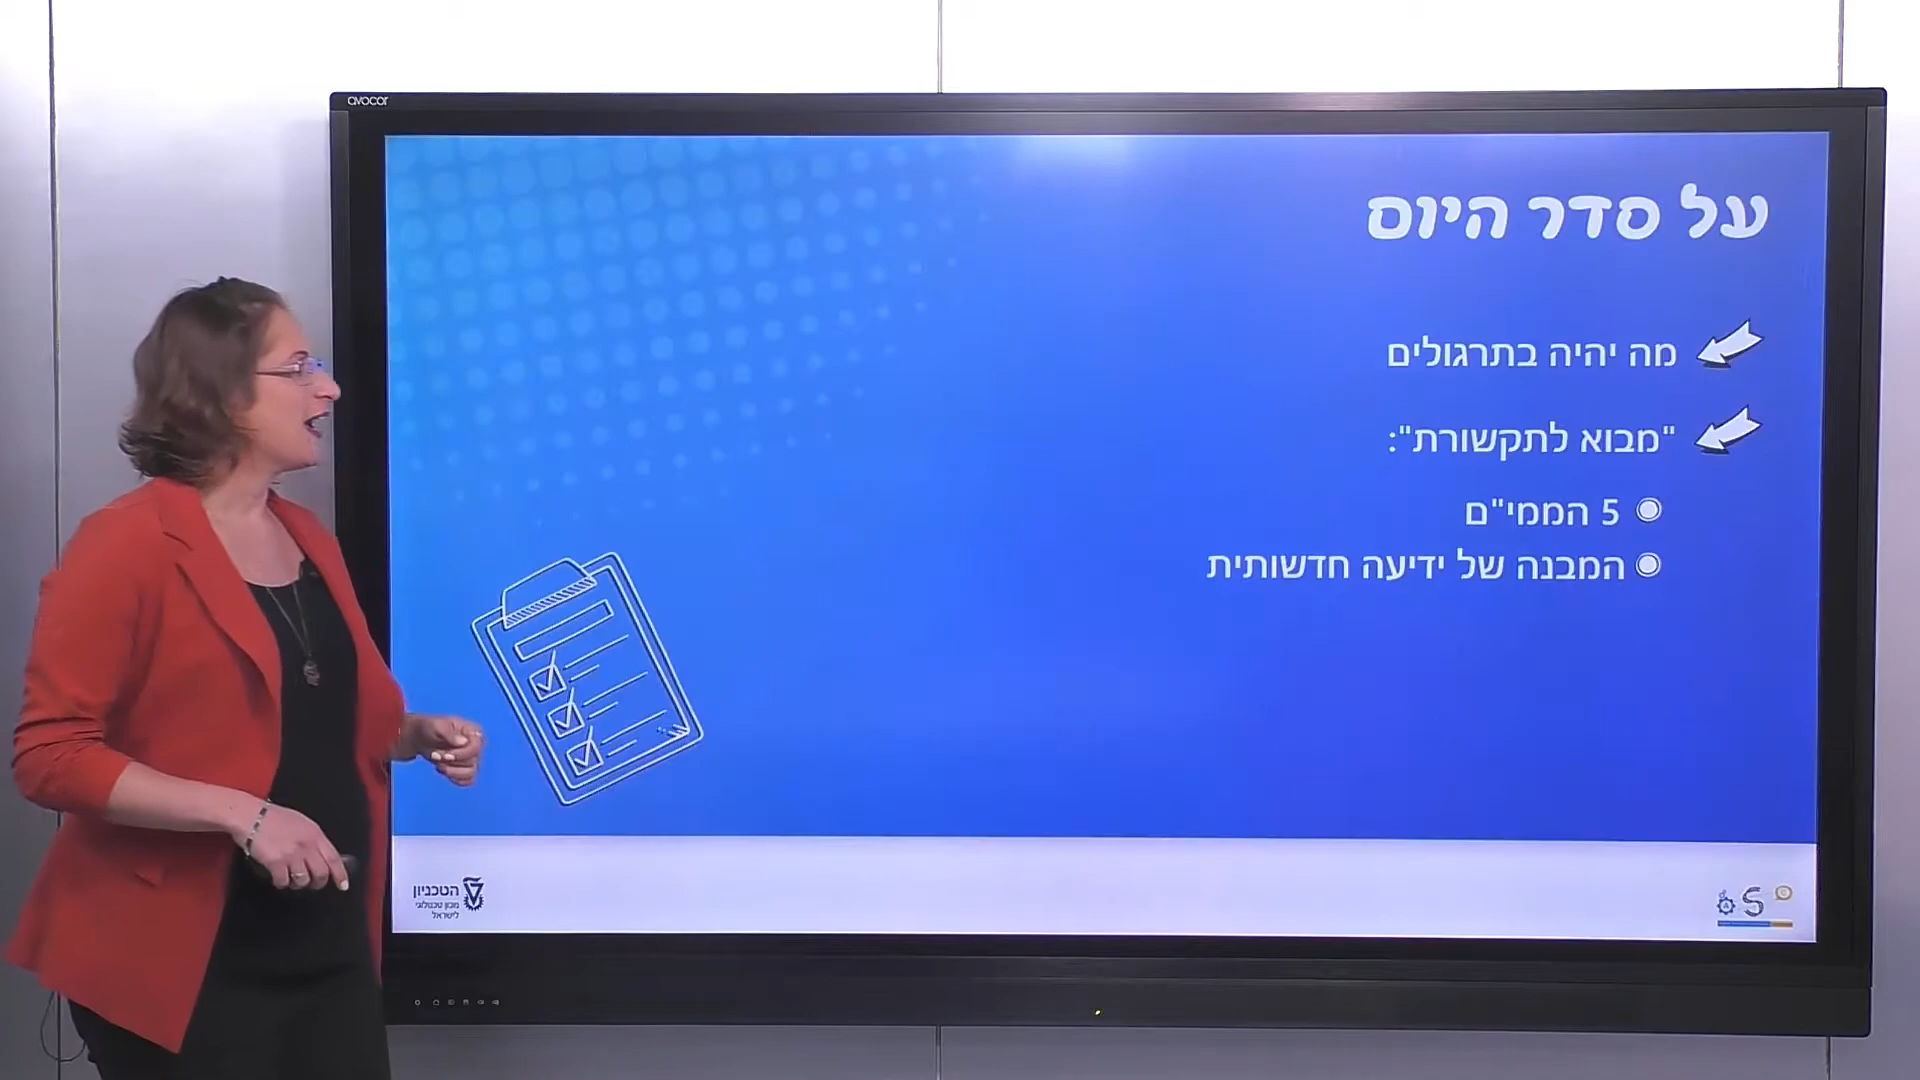 avocor
על סדר היום
מה יהיה בתרגולים
"מבוא לתקשורת":
5 הממי"ם
המבנה של ידיעה חדשותית
הטכניון
מכון טכנולוגי
לישראל